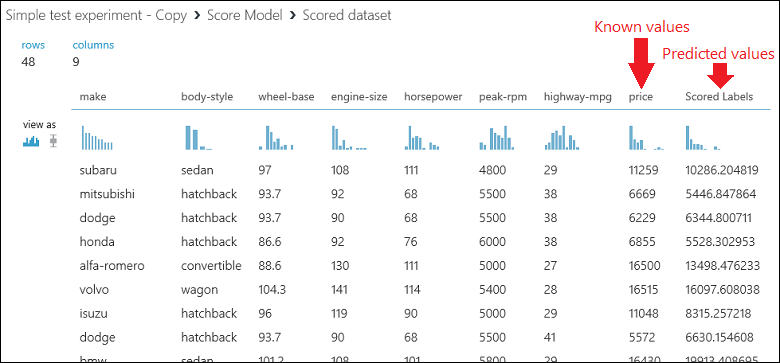 Simple test experiment - Copy > Score Model > Scored dataset
Known values
Predicted values
rows columns
48 9
make body-style wheel-base engine-size horsepower peak-rpm highway-mpg price Scored Labels
view as
subaru sedan 97 108 111 4800 29 11259 10286.204819
mitsubishi hatchback 93.7 92 68 5500 38 6669 5446.847864
dodge hatchback 93.7 90 68 5500 38 6229 6344.800711
honda hatchback 86.6 92 76 6000 38 6855 5528.302953
alfa-romero convertible 88.6 130 111 5000 27 16500 13498.476233
volvo wagon 104.3 141 114 5400 28 16515 16097.608038
isuzu hatchback 96 119 90 5000 24 11048 8315.257218
dodge hatchback 93.7 90 68 5500 41 5572 6630.154608
bmw sedan 101.2 108 101 5800 29 16430 19913.408695